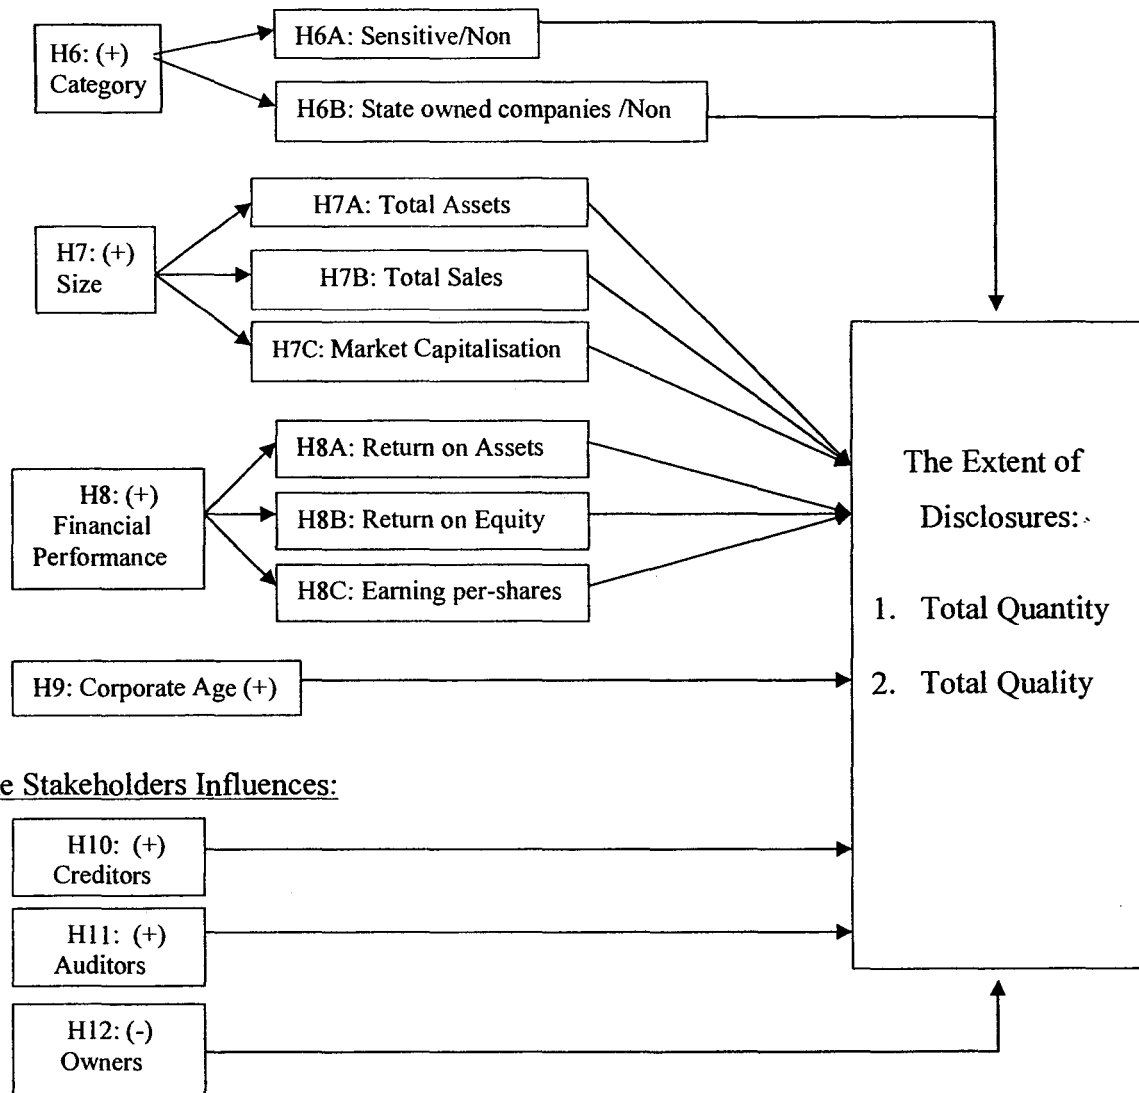 H6: (+)
Category
H6A: Sensitive/Non
H6B: State owned companies /Non
H7: (+)
Size
H7A: Total Assets
H7B: Total Sales
H7C: Market Capitalisation
H8: (+)
Financial
Performance
H8A: Return on Assets
H8B: Return on Equity
H8C: Earning per-shares
H9: Corporate Age (+)
The Extent of
Disclosures:
1. Total Quantity
2. Total Quality
e Stakeholders Influences:
H10: (+)
Creditors
H11: (+)
Auditors
H12: (-)
Owners